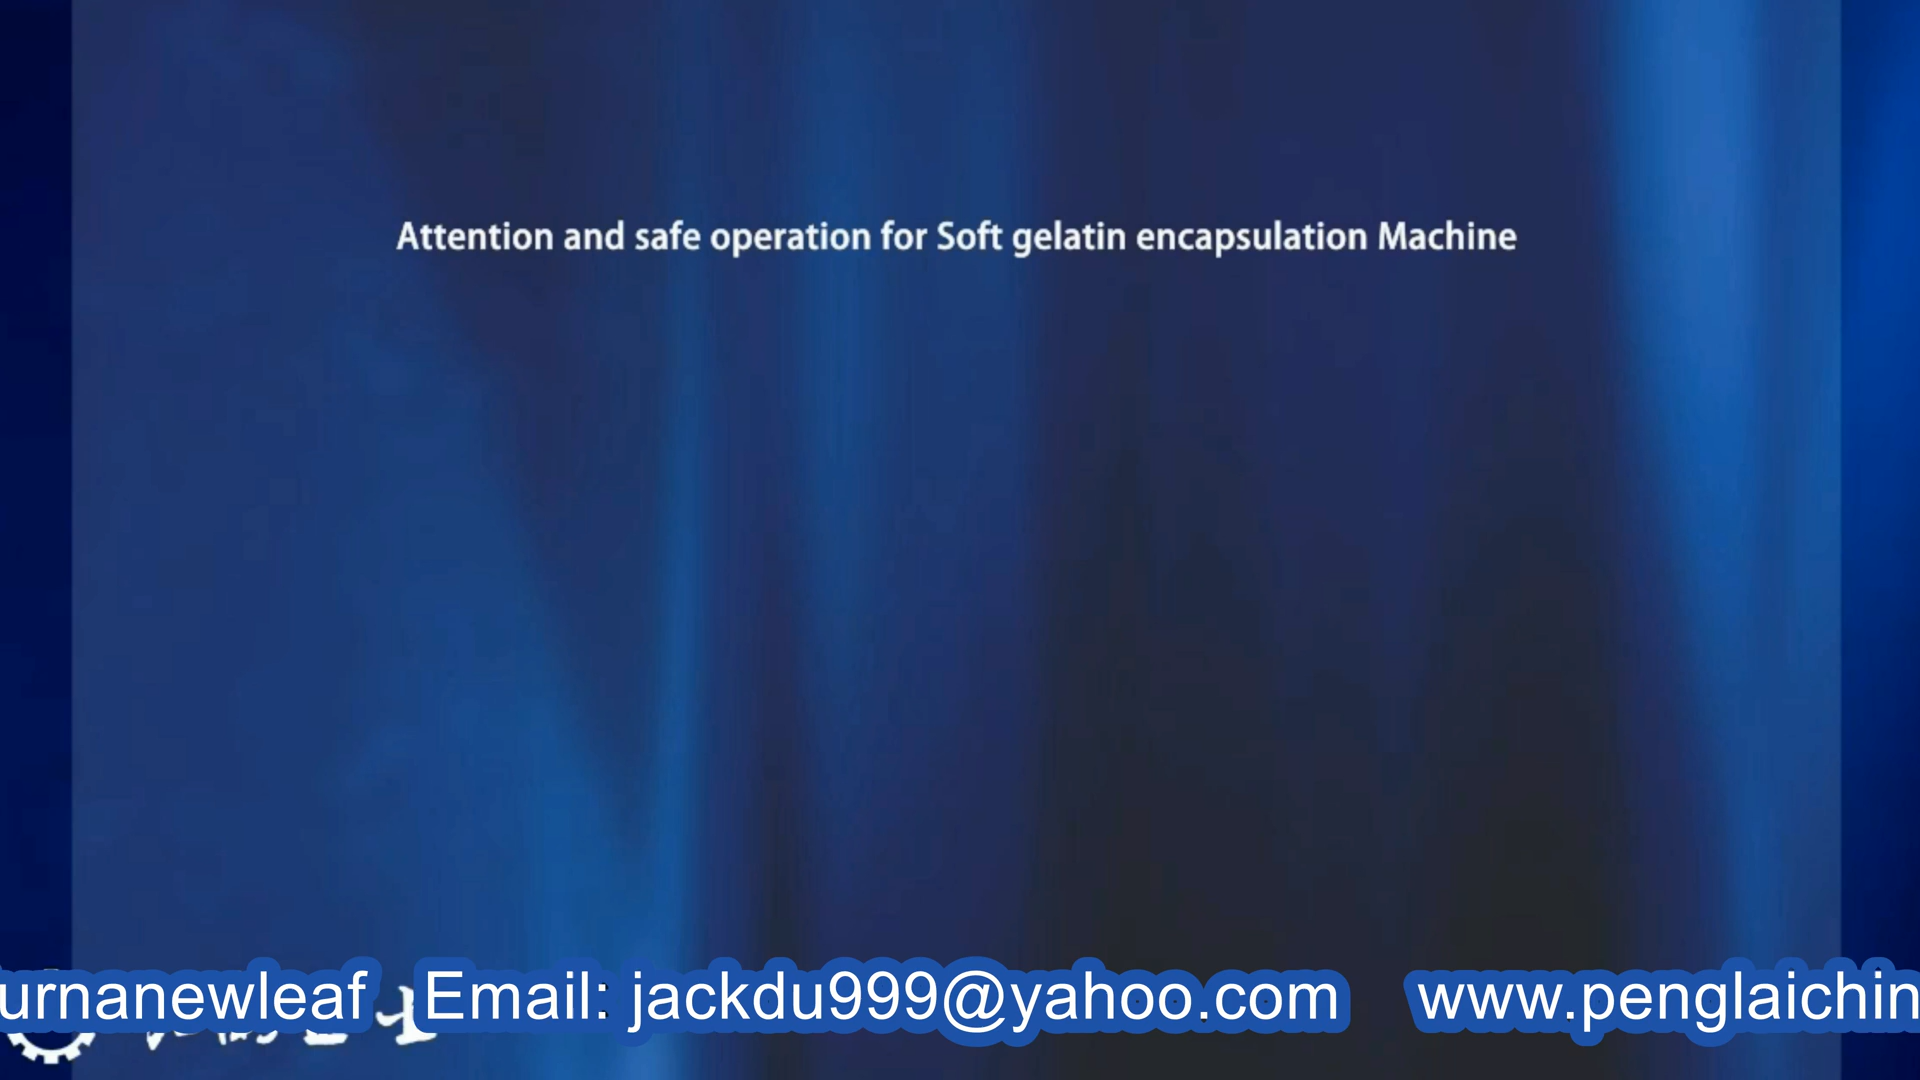 Attention and safe operation for Soft gelatin encapsulation Machine
urnanewleaf Email: jackdu999@yahoo.com www.penglaichin